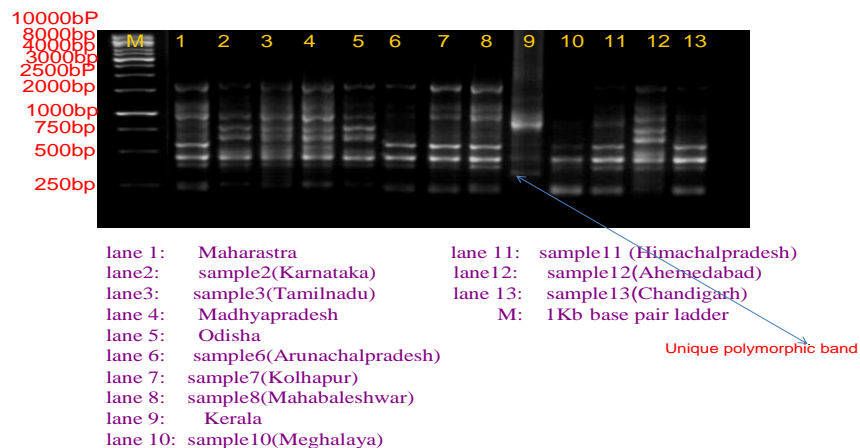 10000bP
8000bp
4000bp
3000bp
2500bP
2000bp
1000bp
750bp
500bp
250bp
M 1 2 3 4 5 6 7 8 9 10 11 12 13
lane 1: Maharastra
lane2: sample2(Karnataka)
lane3: sample3(Tamilnadu)
lane 4: Madhyapradesh
lane 5: Odisha
lane 6: sample6(Arunachalpradesh)
lane 7: sample7(Kolhapur)
lane 8: sample8(Mahabaleshwar)
lane 9: Kerala
lane 10: sample10(Meghalaya)
lane 11: sample11 (Himachalpradesh)
lane12: sample12(Ahemedabad)
lane 13: sample13(Chandigarh)
M: 1Kb base pair ladder
Unique polymorphic band